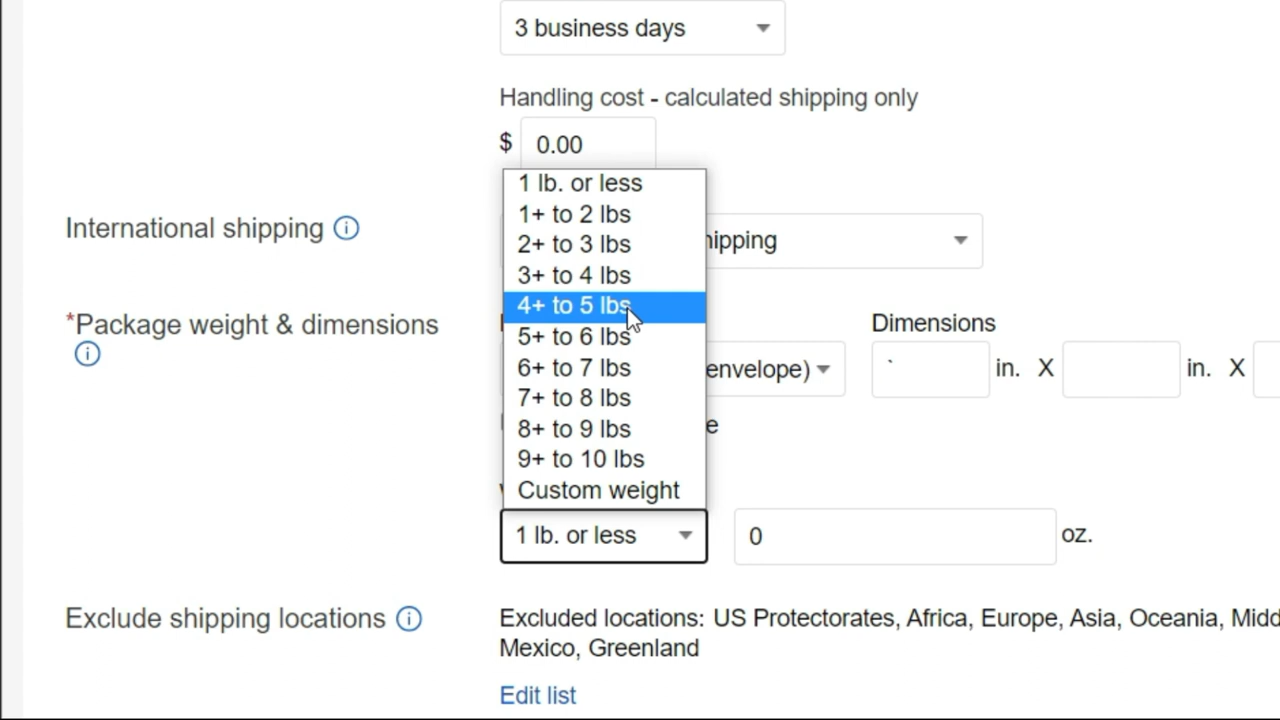 3 business days
Handling cost - calculated shipping only
$ 0.00
1 lb. or less
1+ to 2 lbs
International shipping
2+ to 3 lbs
3+ to 4 lbs
4+ to 5 lbs
*Package weight & dimensions
Dimensions
5+ to 6 lbs
6+ to 7 lbs
envelope)
` in. X in. X
7+ to 8 lbs
8+ to 9 lbs
9+ to 10 lbs
Custom weight
1 lb. or less
0 oz.
Exclude shipping locations
Excluded locations: US Protectorates, Africa, Europe, Asia, Oceania, Midd
Mexico, Greenland
Edit list